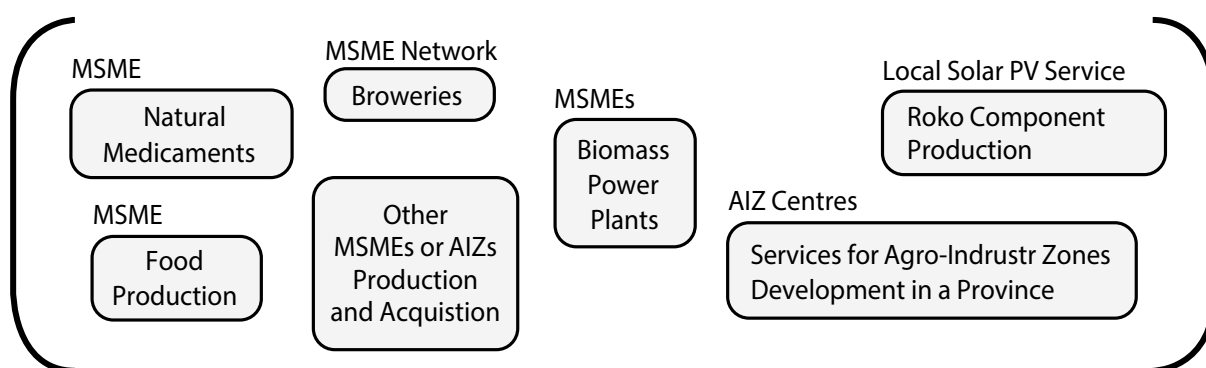 MSME
Natural
Medicaments
MSME
Food
Production
MSME Network
Broweries
Other
MSMEs or AIZs
Production
and Acquistion
MSMEs
Biomass
Power
Plants
Local Solar PV Service
Roko Component
Production
AIZ Centres
Services for Agro-Indrustr Zones
Development in a Province